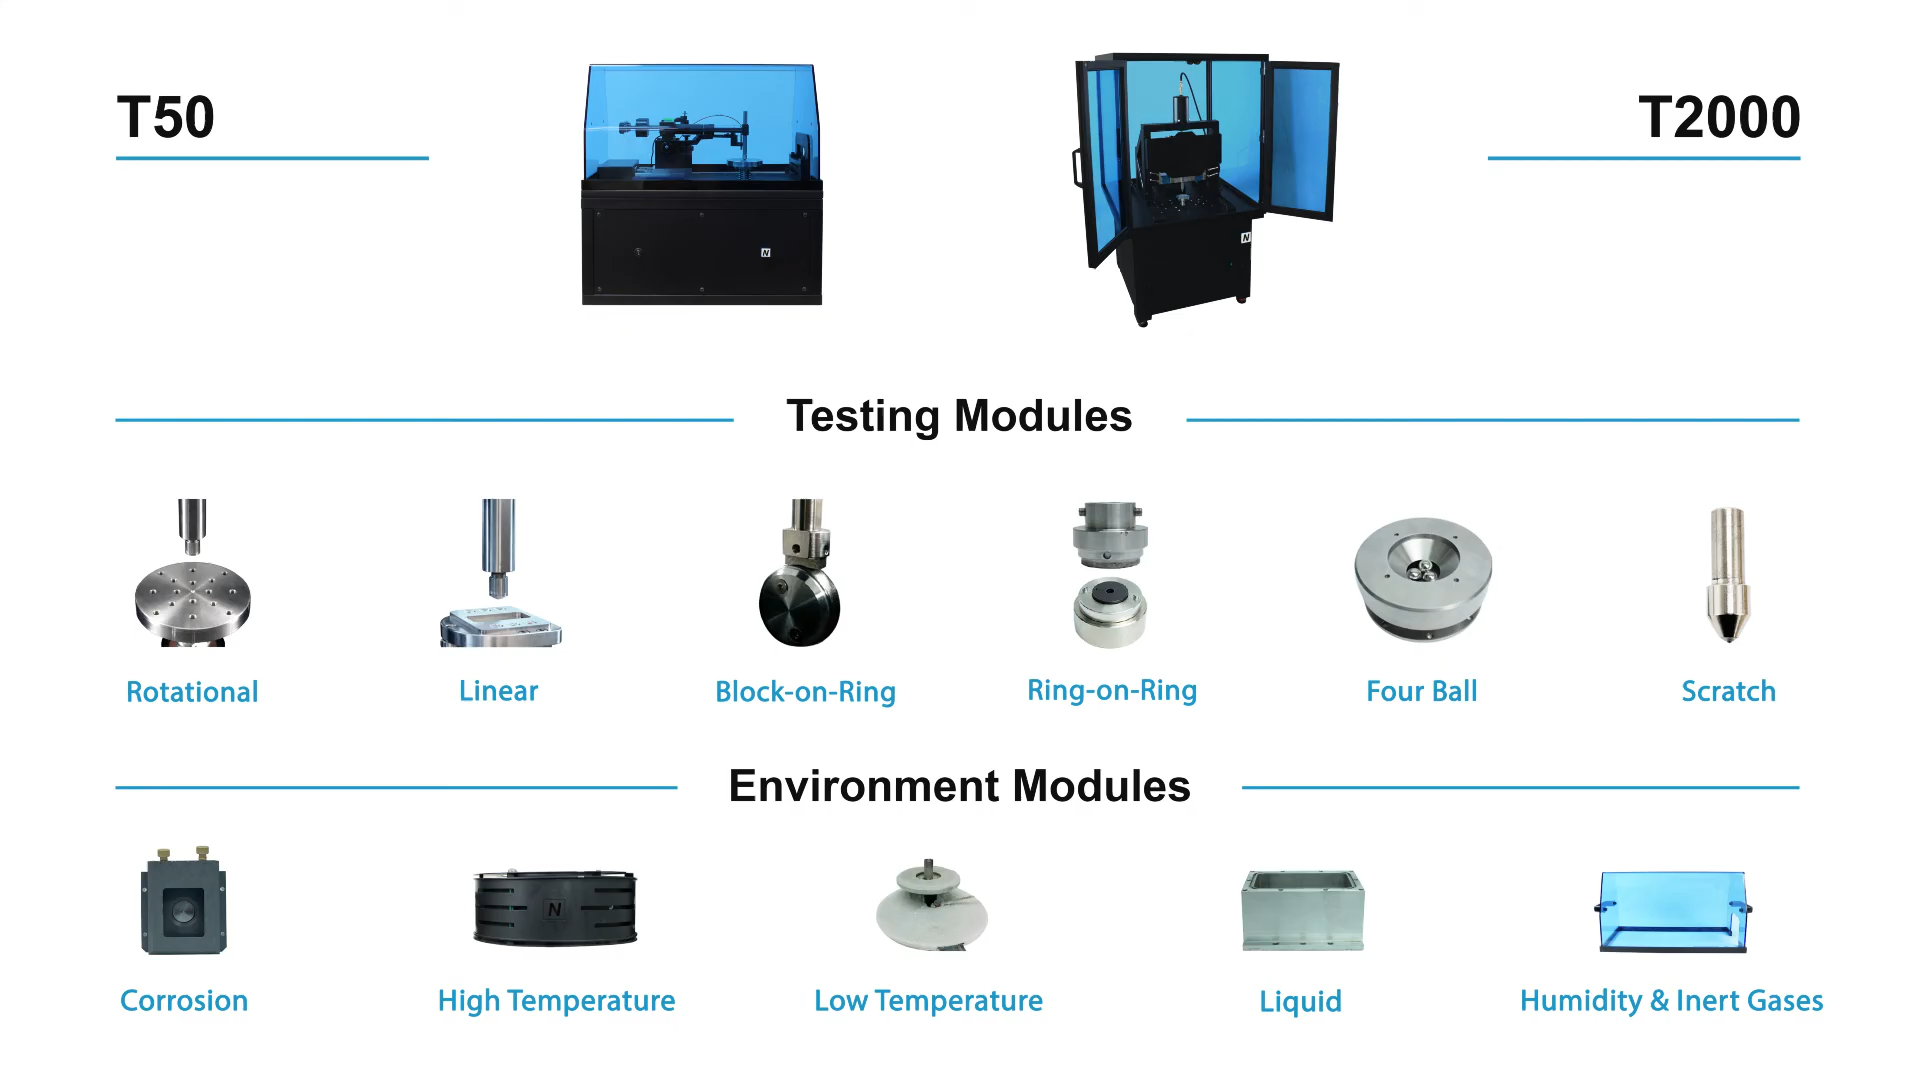 T50
T2000
Testing Modules
Rotational
Linear
Block-on-Ring
Ring-on-Ring
Four Ball
Scratch
Environment Modules
N
Corrosion
High Temperature
Low Temperature
Liquid
Humidity & Inert Gases